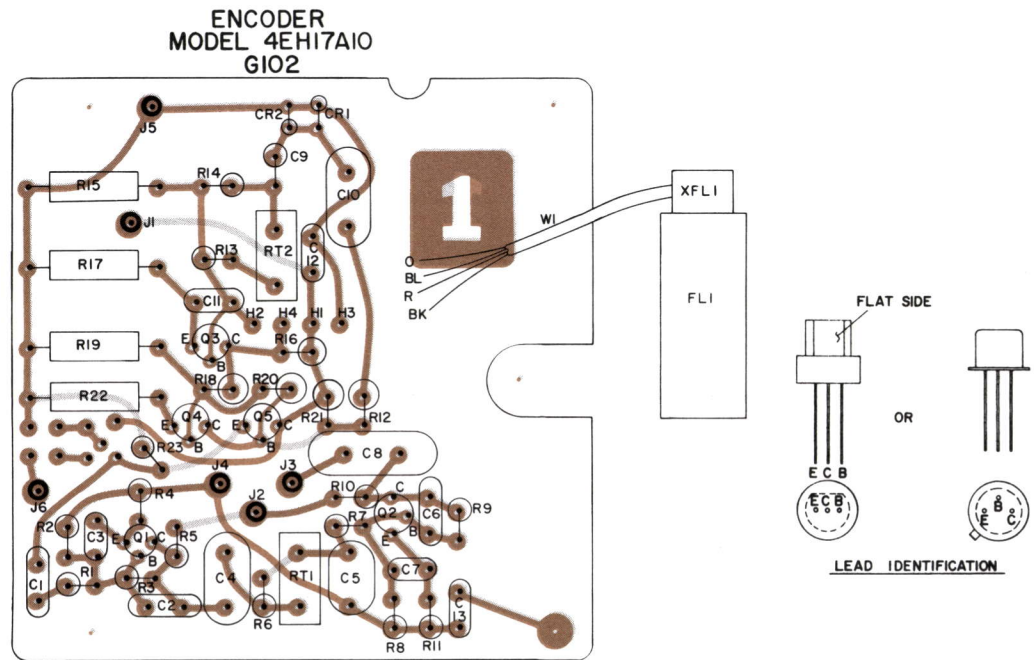 ENCODER
MODEL 4EH17A10
G102
J5
CR2
CR1
C9
R14
R15
C10
J1
1
XFL1
W1
R13
RT2
C
12
O
BL
R
BK
R17
FL1
C11
FLAT SIDE
H2
H4
H1
H3
E
Q3
C
B
R16
R19
R18
R20
R22
OR
E
Q4
C
B
E
Q5
C
R21
R12
B
R23
J4
J3
C8
E C B
J6
R4
J2
R10
C
E C B
B
E
C
R2
C3
E
Q1
C
B
R5
R7
Q2
E
B
C6
R9
LEAD IDENTIFICATION
C1
R1
R3
C2
C4
RT1
C5
C7
C
13
R6
R8
R11